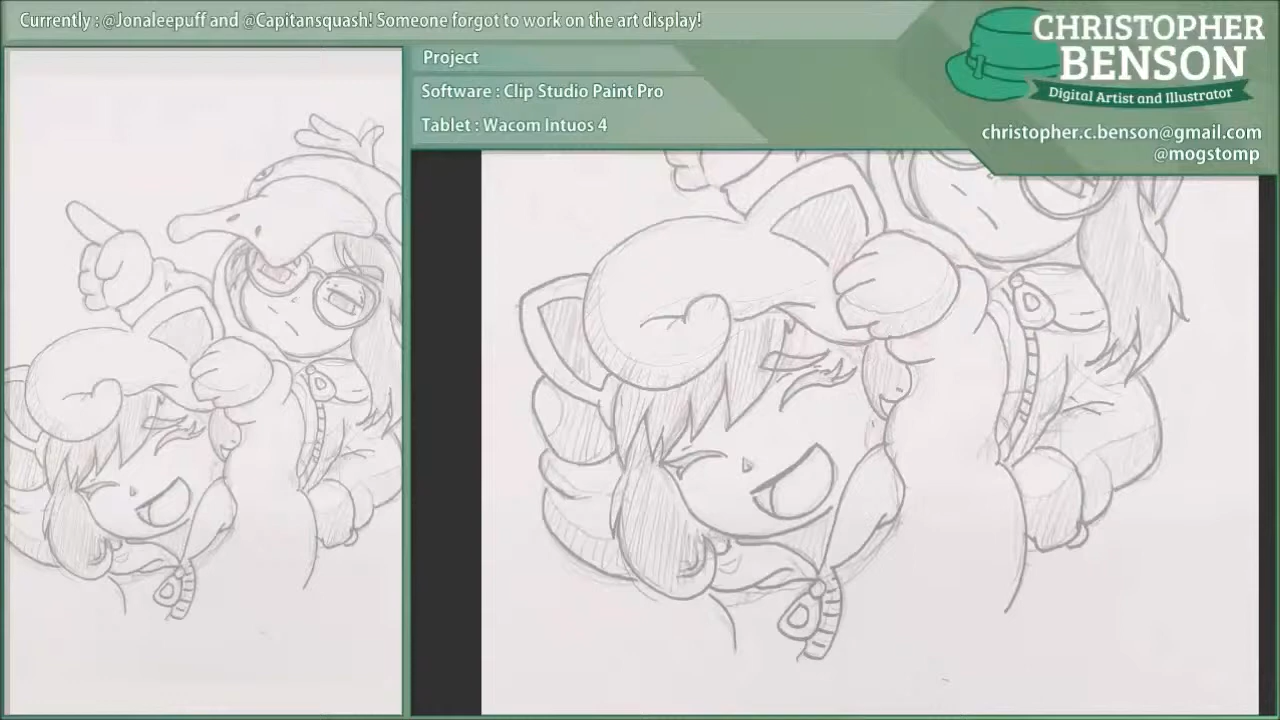 Currently : @Jonaleepuff and @Capitansquash! Someone forgot to work on the art display!
Project
Software : Clip Studio Paint Pro
Tablet : Wacom Intuos 4
CHRISTOPHER
BENSON
Digital Artist and Illustrator
christopher.c.benson@gmail.com
@mogstomp